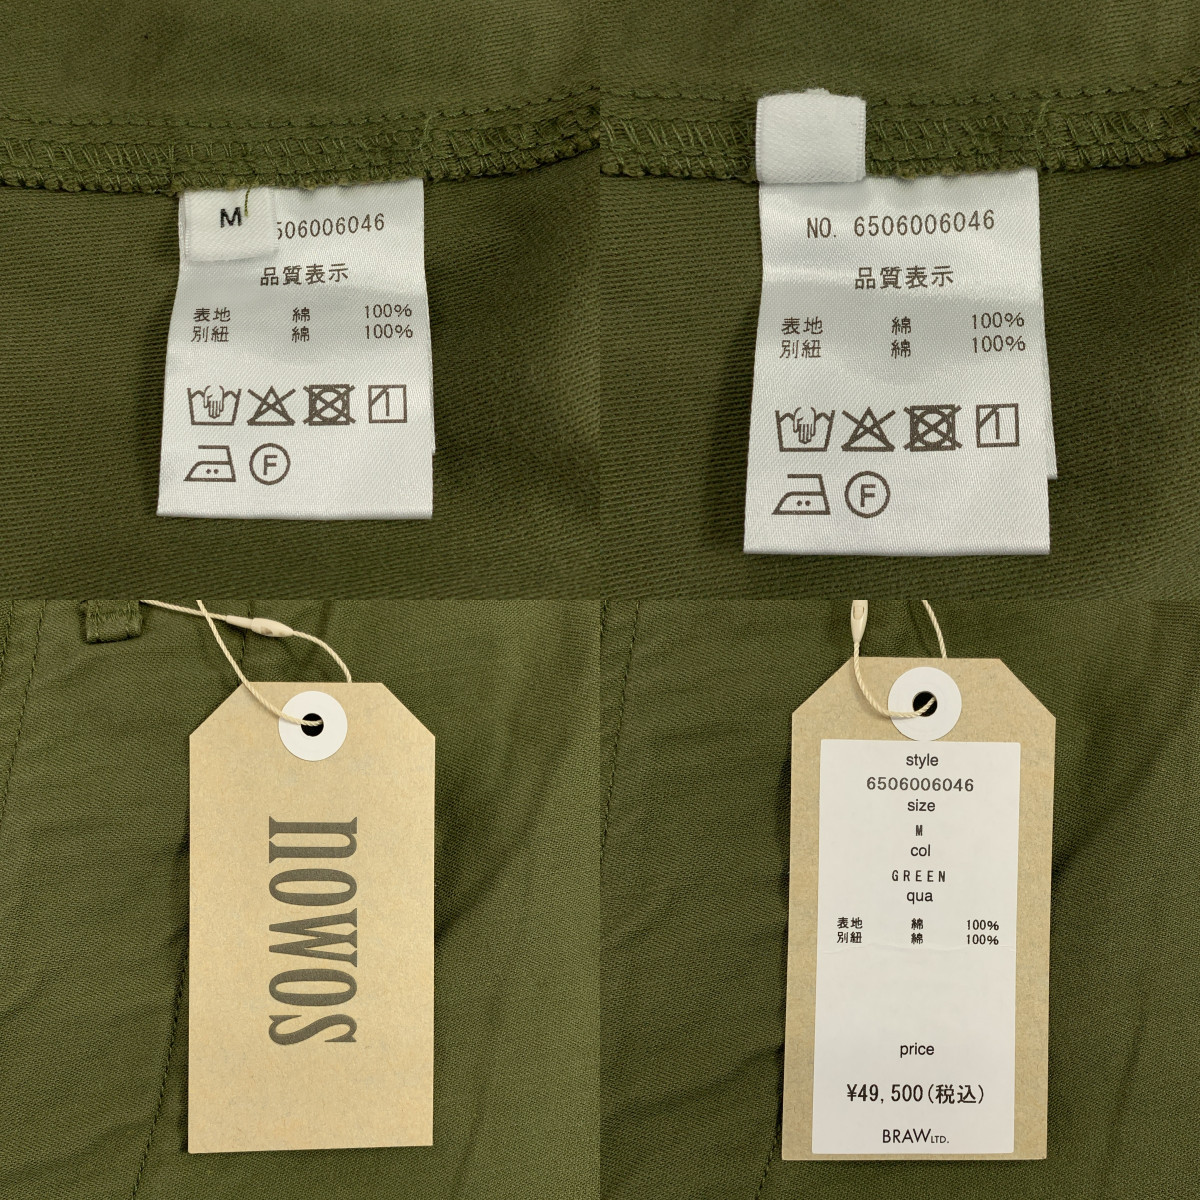 M
506006046
品質表示
表地 綿 100%
別紐 綿 100%
F
NO. 6506006046
品質表示
表地 綿 100%
別紐 綿 100%
F
nowos
style
6506006046
size
M
col
GREEN
qua
表地 綿 100%
別紐 綿 100%
price
¥49,500(税込)
BRAW LTD.